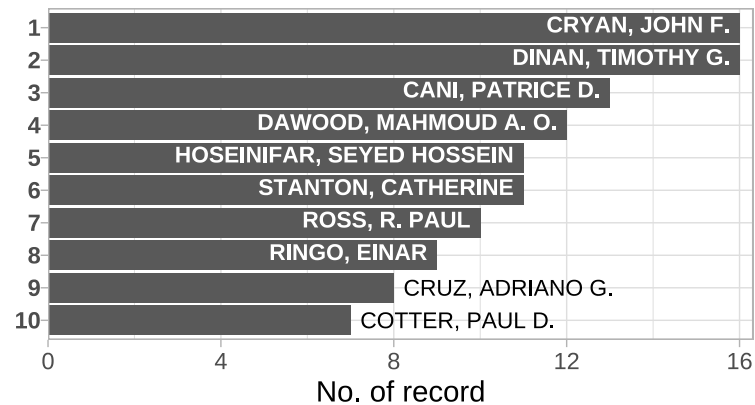 1 CRYAN, JOHN F.
2 DINAN, TIMOTHY G.
3 CANI, PATRICE D.
4 DAWOOD, MAHMOUD A. O.
5 HOSEINIFAR, SEYED HOSSEIN
6 STANTON, CATHERINE
7 ROSS, R. PAUL
8 RINGO, EINAR
9 CRUZ, ADRIANO G.
10 COTTER, PAUL D.
0 4 8 12 16
No. of record